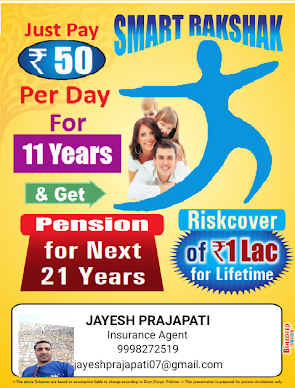 Just Pay
₹ 50
Per Day
For
11 Years
& Get
SMART RAKSHAK
Pension
for Next
21 Years
Riskcover
of ₹1 Lac
for Lifetime
JAYESH PRAJAPATI
Insurance Agent
9998272519
jayeshprajapati07@gmail.com